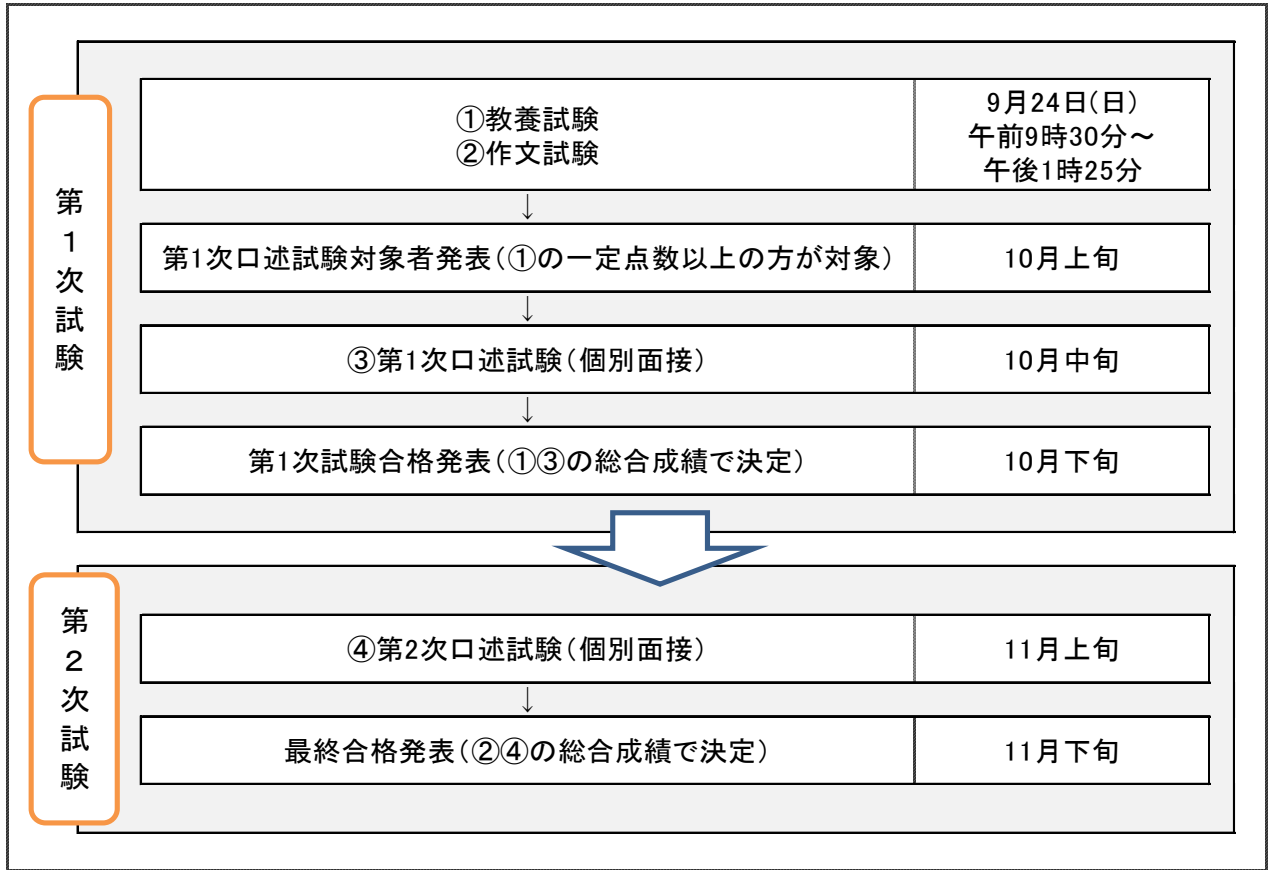 第1次試験
①教養試験
②作文試験
9月24日(日)
午前9時30分～
午後1時25分
↓
第1次口述試験対象者発表(①の一定点数以上の方が対象)
10月上旬
↓
③第1次口述試験(個別面接)
10月中旬
↓
第1次試験合格発表(①③の総合成績で決定)
10月下旬
第2次試験
④第2次口述試験(個別面接)
11月上旬
↓
最終合格発表(②④の総合成績で決定)
11月下旬